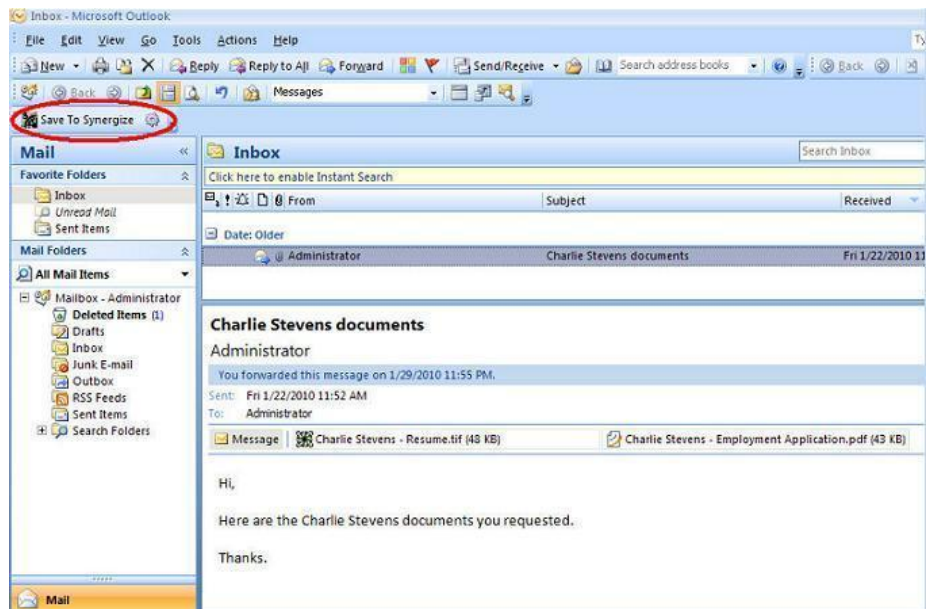 Inbox - Microsoft Outlook
File Edit View Go Tools Actions Help
New Reply Reply to All Forward Send/Receive Search address books Back
Back Messages
Save To Synergize
Mail «
Inbox
Search Inbox
Favorite Folders
Click here to enable Instant Search
Inbox
From Subject Received
Unread Mail
Sent Items
Date: Older
Mail Folders
Administrator Charlie Stevens documents Fri 1/22/2010 11
All Mail Items
Mailbox - Administrator
Deleted Items (1)
Drafts
Inbox
Junk E-mail
Outbox
RSS Feeds
Sent Items
Search Folders
Charlie Stevens documents
Administrator
You forwarded this message on 1/29/2010 11:55 PM.
Sent: Fri 1/22/2010 11:52 AM
To: Administrator
Message Charlie Stevens - Resume.tif (48 KB) Charlie Stevens - Employment Application.pdf (43 KB)
Hi,
Here are the Charlie Stevens documents you requested.
Thanks.
Mail